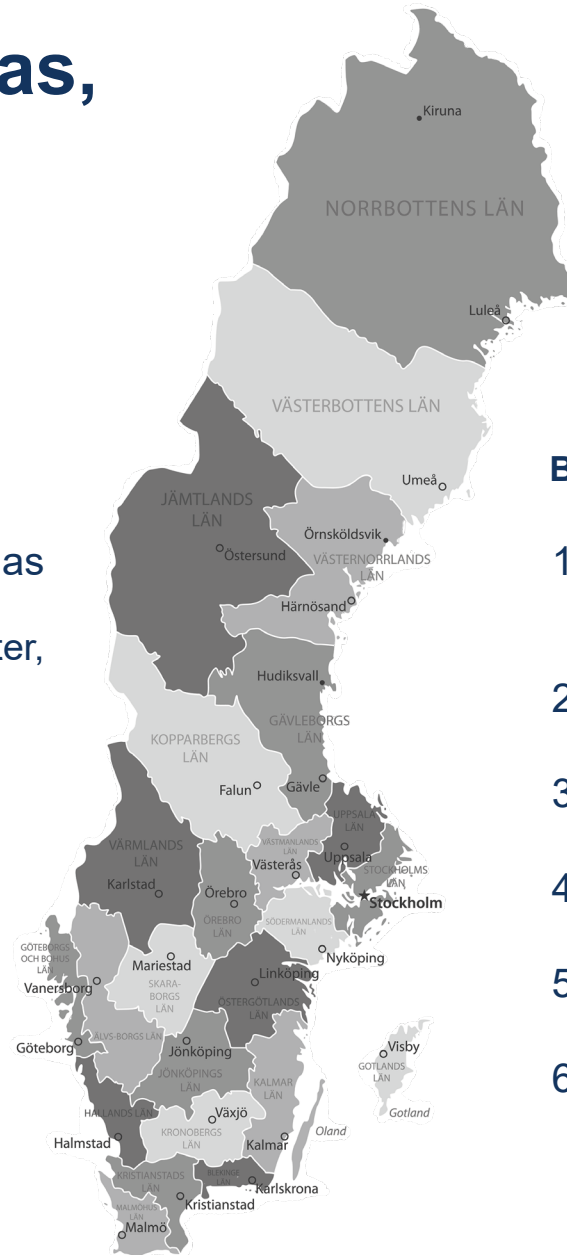 as,
Kiruna
NORRBOTTENS LÄN
Luleå
VÄSTERBOTTENS LÄN
B
Umeå
JÄMTLANDS
LÄN
Örnsköldsvik
Östersund
VÄSTERNORRLANDS
LÄN
as
1
Härnösand
ter,
Hudiksvall
2
GÄVLEBORGS
LÄN
KOPPARBERGS
LÄN
Falun
Gävle
3
UPPSALA
LÄN
VÄRMLANDS
LÄN
VÄSTMANLANDS
LÄN
Uppsala
Västerås
STOCKHOLMS
LÄN
Karlstad
Örebro
4
Stockholm
ÖREBRO
LÄN
SÖDERMANLANDS
LÄN
GÖTEBORGS
OCH BOHUS
LÄN
Mariestad
Nyköping
Linköping
Vanersborg
SKARA-
BORGS
LÄN
5
ÖSTERGÖTLANDS
LÄN
ÄLVS-BORGS LÄN
Göteborg
Jönköping
Visby
GOTLANDS
LÄN
JÖNKÖPINGS
LÄN
KALMAR
LÄN
6
HALLANOS LÄN
Växjö
Gotland
KRONOBERGS
LÄN
Oland
Halmstad
Kalmar
KRISTIANSTADS
LÄN
BLEKINGE
LÄN
Karlskrona
Kristianstad
MALMÖHUS
LÄN
Malmö